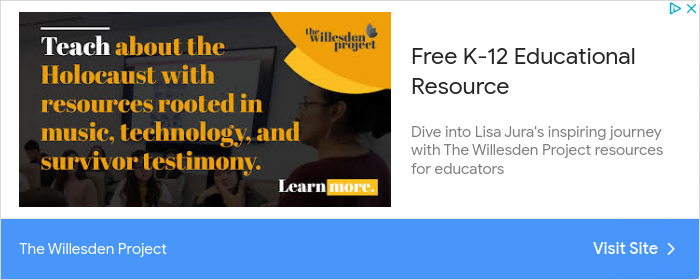 Teach about the
Holocaust with
resources rooted in
music, technology, and
survivor testimony.
the
willesden
project
Learn more.
Free K-12 Educational
Resource
Dive into Lisa Jura's inspiring journey
with The Willesden Project resources
for educators
The Willesden Project
Visit Site